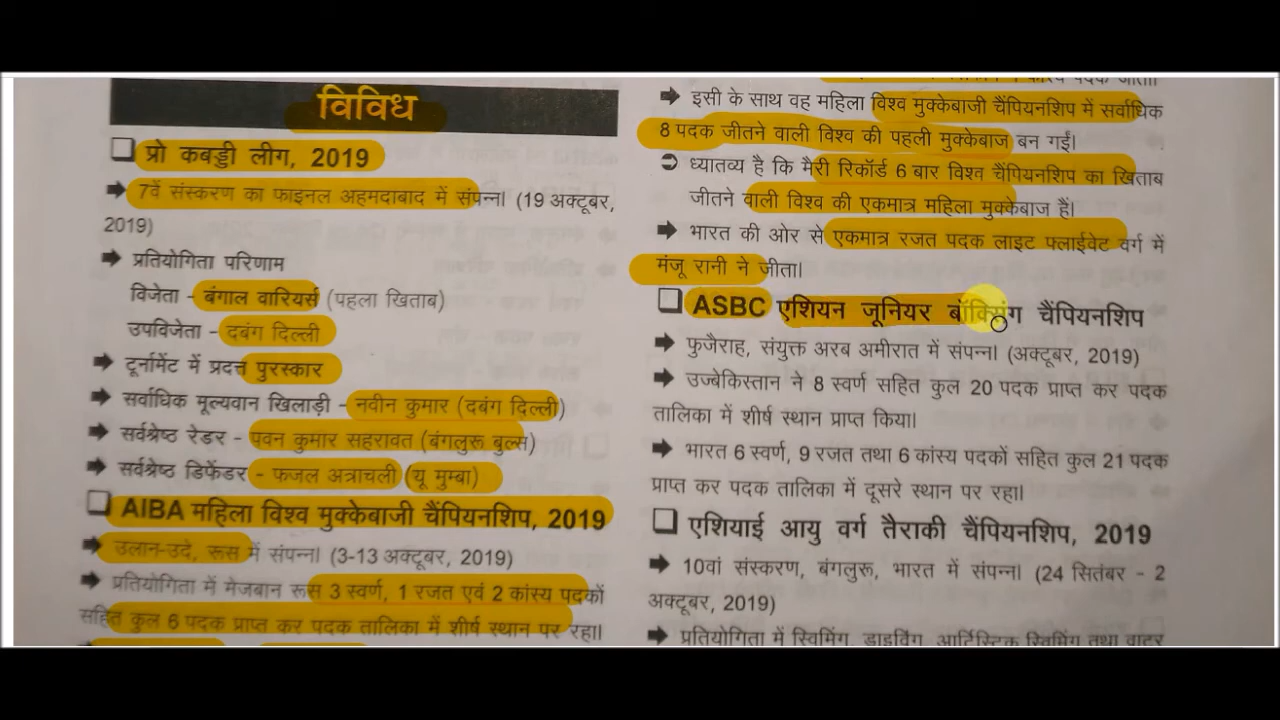 विविध
प्रो कबड्डी लीग, 2019
7वें संस्करण का फाइनल अहमदाबाद में संपन्न। (19 अक्टूबर,
2019)
प्रतियोगिता परिणाम
विजेता - बंगाल वारियर्स (पहला खिताब)
उपविजेता - दबंग दिल्ली
टूर्नामेंट में प्रदत्त पुरस्कार
सर्वाधिक मूल्यवान खिलाड़ी - नवीन कुमार (दबंग दिल्ली)
सर्वश्रेष्ठ रेडर - पवन कुमार सहरावत (बंगलुरू बुल्स)
सर्वश्रेष्ठ डिफेंडर - फजल अत्राचली (यू मुम्बा)
AIBA महिला विश्व मुक्केबाजी चैंपियनशिप, 2019
उलान-उदे, रूस में संपन्न। (3-13 अक्टूबर, 2019)
प्रतियोगिता में मेजबान रूस 3 स्वर्ण, 1 रजत एवं 2 कांस्य पदकों
सहित कुल 6 पदक प्राप्त कर पदक तालिका में शीर्ष स्थान पर रहा।
पदक जीता।
इसी के साथ वह महिला विश्व मुक्केबाजी चैंपियनशिप में सर्वाधिक
8 पदक जीतने वाली विश्व की पहली मुक्केबाज बन गईं।
ध्यातव्य है कि मैरी रिकॉर्ड 6 बार विश्व चैंपियनशिप का खिताब
जीतने वाली विश्व की एकमात्र महिला मुक्केबाज हैं।
भारत की ओर से एकमात्र रजत पदक लाइट फ्लाईवेट वर्ग में
मंजू रानी ने जीता।
ASBC एशियन जूनियर बॉक्सिंग चैंपियनशिप
फुजैराह, संयुक्त अरब अमीरात में संपन्न। (अक्टूबर, 2019)
उज्बेकिस्तान ने 8 स्वर्ण सहित कुल 20 पदक प्राप्त कर पदक
तालिका में शीर्ष स्थान प्राप्त किया।
भारत 6 स्वर्ण, 9 रजत तथा 6 कांस्य पदकों सहित कुल 21 पदक
प्राप्त कर पदक तालिका में दूसरे स्थान पर रहा।
एशियाई आयु वर्ग तैराकी चैंपियनशिप, 2019
10वां संस्करण, बंगलुरू, भारत में संपन्न। (24 सितंबर - 2
अक्टूबर, 2019)
प्रतियोगिता में स्विमिंग, डाइविंग, आर्टिस्टिक स्विमिंग तथा वाटर